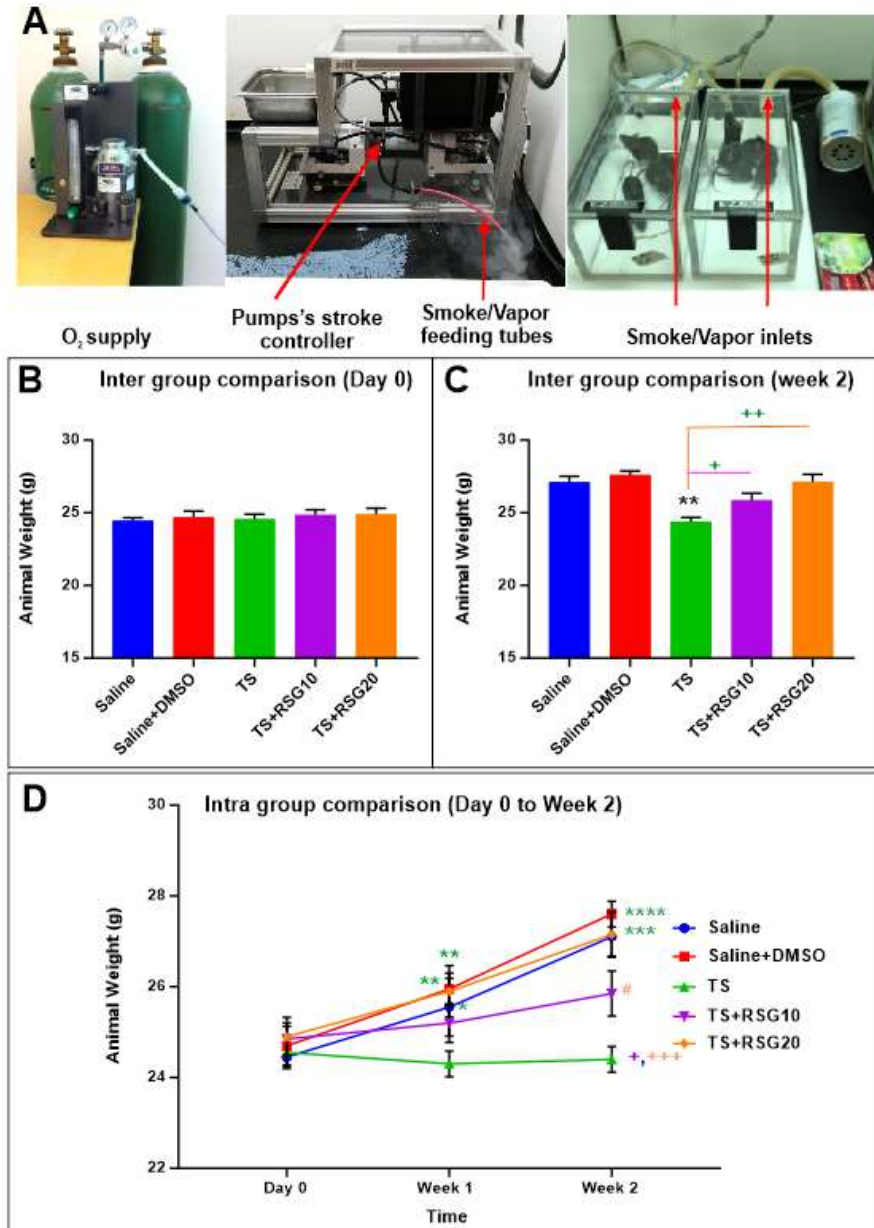 A
O2 supply
Pumps's stroke
controller
Smoke/Vapor
feeding tubes
Smoke/Vapor inlets
B
Inter group comparison (Day 0)
Animal Weight (g)
30
25
20
15
Saline
Saline+DMSO
TS
TS+RSG10
TS+RSG20
C
Inter group comparison (week 2)
Animal Weight (g)
30
25
20
15
++
+
**
Saline
Saline+DMSO
TS
TS+RSG10
TS+RSG20
D
Intra group comparison (Day 0 to Week 2)
Animal Weight (g)
30
28
26
24
22
**
**
*
****
***
#
+,+++
Saline
Saline+DMSO
TS
TS+RSG10
TS+RSG20
Day 0
Week 1
Week 2
Time